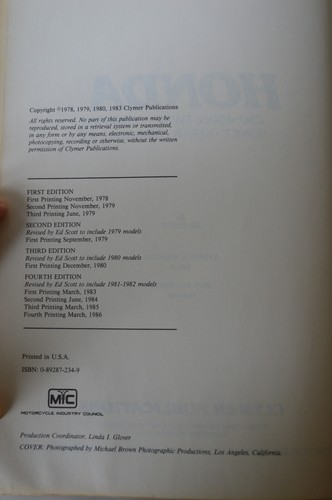 Copyright ©1978, 1979, 1980, 1983 Clymer Publications
All rights reserved. No part of this publication may be
reproduced, stored in a retrieval system or transmitted,
in any form or by any means, electronic, mechanical,
photocopying, recording or otherwise, without the written
permission of Clymer Publications.
FIRST EDITION
First Printing November, 1978
Second Printing November, 1979
Third Printing June, 1979
SECOND EDITION
Revised by Ed Scott to include 1979 models
First Printing September, 1979
THIRD EDITION
Revised by Ed Scott to include 1980 models
First Printing December, 1980
FOURTH EDITION
Revised by Ed Scott to include 1981-1982 models
First Printing March, 1983
Second Printing June, 1984
Third Printing March, 1985
Fourth Printing March, 1986
Printed in U.S.A.
ISBN: 0-89287-234-9
MIC
MOTORCYCLE INDUSTRY COUNCIL
Production Coordinator, Linda I. Glover
COVER: Photographed by Michael Brown Photographic Productions, Los Angeles, California.
HONDA